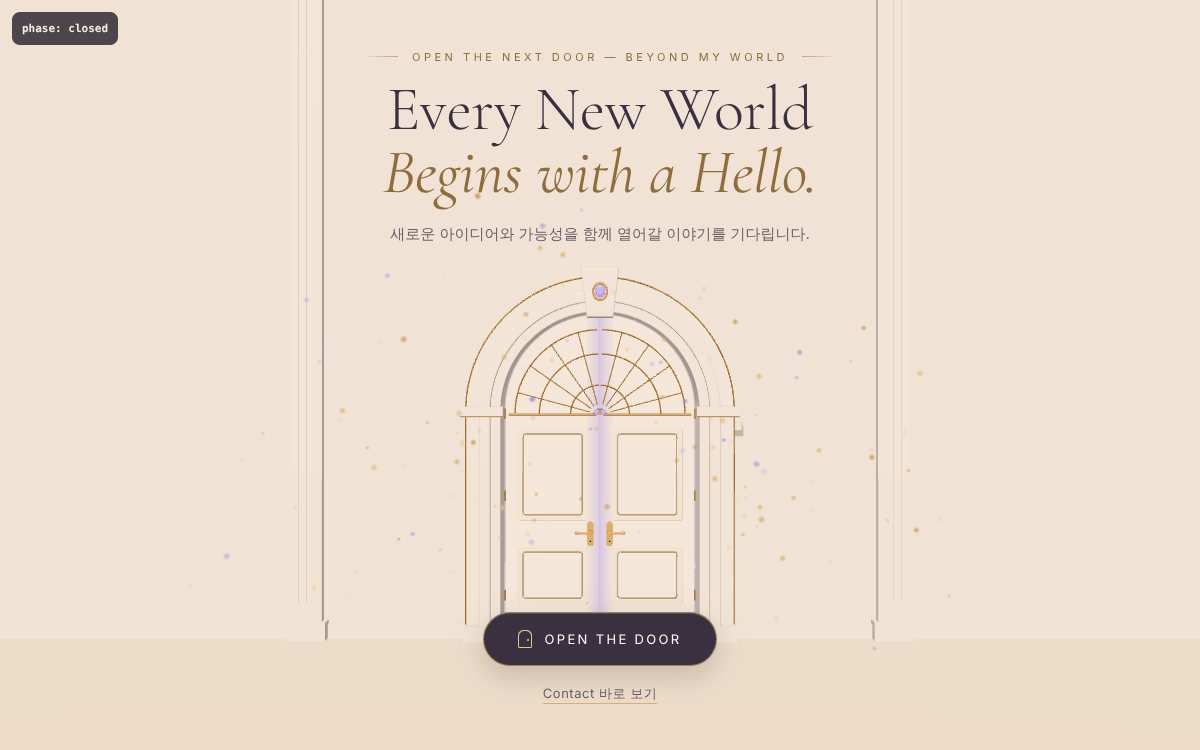 phase: closed
OPEN THE NEXT DOOR — BEYOND MY WORLD
Every New World
Begins with a Hello.
새로운 아이디어와 가능성을 함께 열어갈 이야기를 기다립니다.
OPEN THE DOOR
Contact 바로 보기